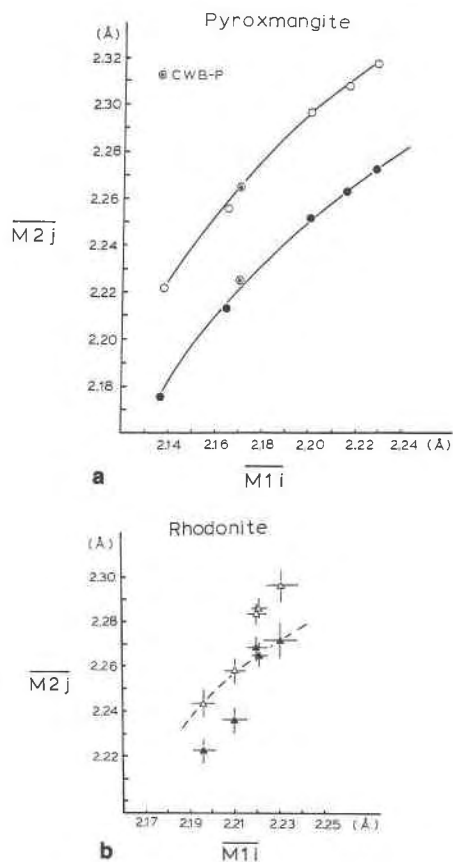 Pyroxmangite
(Å)
CWB-P
2.32
2.30
2.28
M2j
2.26
2.24
2.22
2.20
2.18
2.14 2.16 2.18 2.20 2.22 2.24 (Å)
M1i
a
Rhodonite
(Å)
2.30
2.28
M2j
2.26
2.24
2.22
2.17 2.19 2.21 2.23 2.25 (Å)
M1i
b